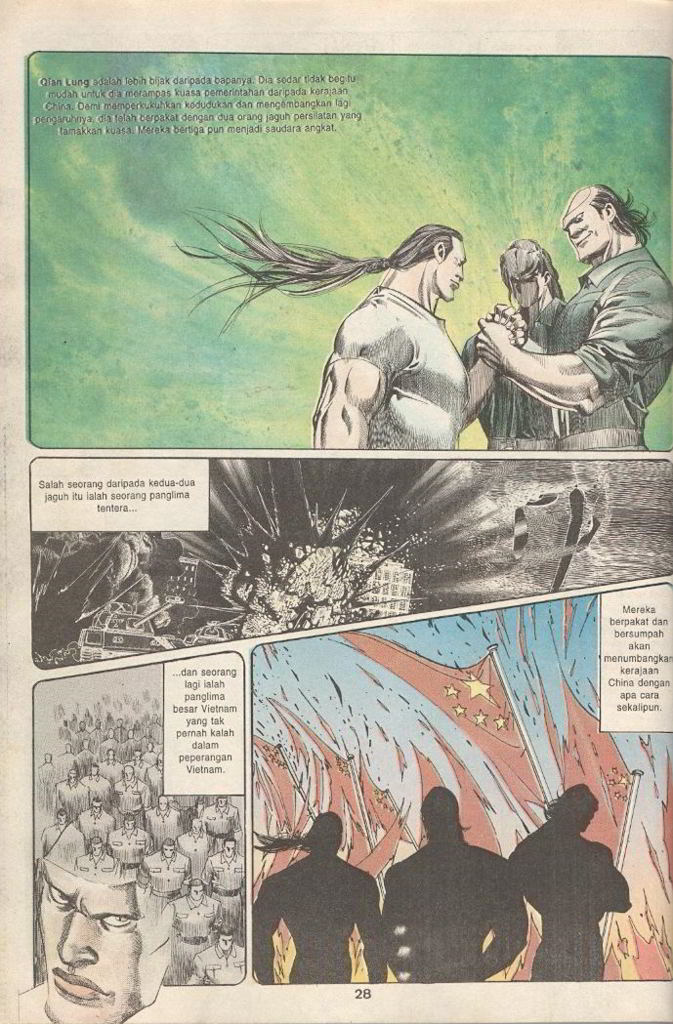 Qian Lung adalah lebih bijak daripada bapanya. Dia sedar tidak begitu
mudah untuk dia merampas kuasa pemerintahan daripada kerajaan
China. Demi memperkukuhkan kedudukan dan mengembangkan lagi
pengaruhnya, dia telah berpakat dengan dua orang jaguh persilatan yang
tamakkan kuasa. Mereka bertiga pun menjadi saudara angkat.
Salah seorang daripada kedua-dua
jaguh itu ialah seorang panglima
tentera...
...dan seorang
lagi ialah
panglima
besar Vietnam
yang tak
pernah kalah
dalam
peperangan
Vietnam.
Mereka
berpakat dan
bersumpah
akan
menumbangkan
kerajaan
China dengan
apa cara
sekalipun.
28